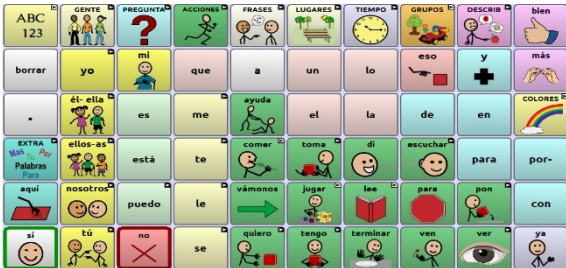 ABC 123 GENTE PREGUNTA ACCIONES FRASES LUGARES TIEMPO GRUPOS DESCRIB bien
borrar yo mi que a un lo eso y más
. él- ella es me ayuda el la de en COLORES
EXTRA Mas Tu Por Palabras Para ellos-as está te comer toma di escuchar para por-
aquí nosotros puedo le vámonos jugar lee para pon con
sí tú no se quiero tengo terminar ven ver ya